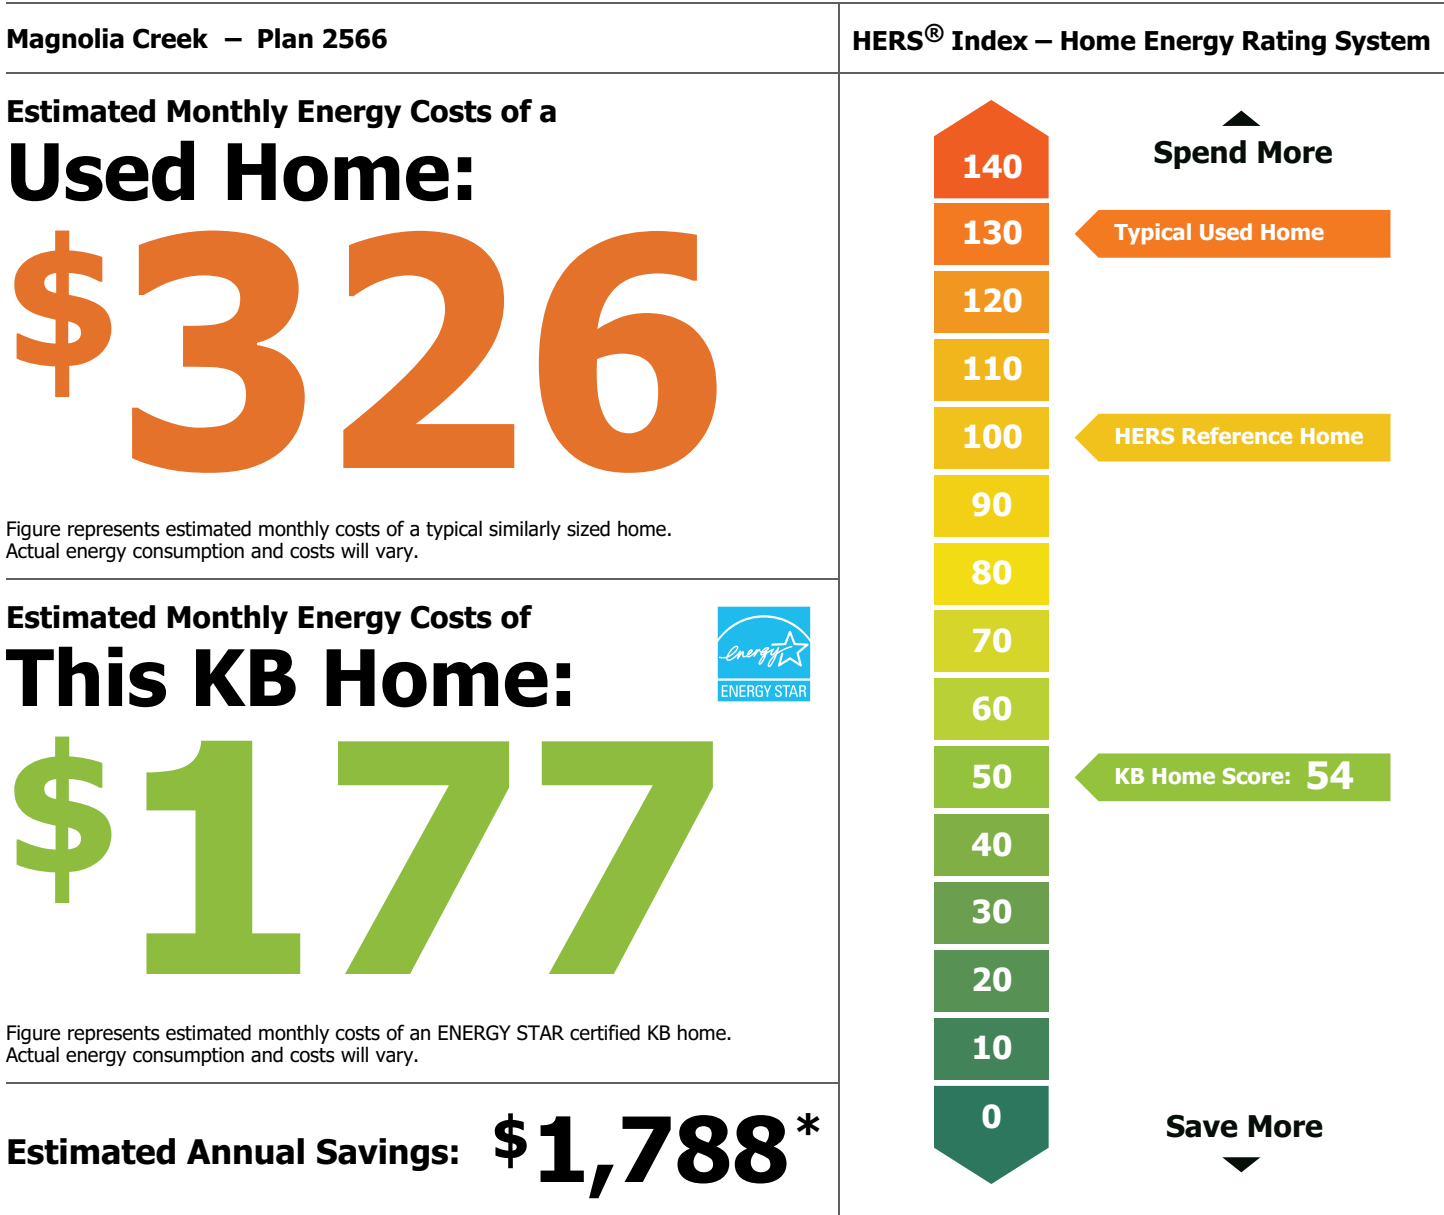 Magnolia Creek – Plan 2566
Estimated Monthly Energy Costs of a
Used Home:
$326
Figure represents estimated monthly costs of a typical similarly sized home.
Actual energy consumption and costs will vary.
Estimated Monthly Energy Costs of
This KB Home:
energy
ENERGY STAR
$177
Figure represents estimated monthly costs of an ENERGY STAR certified KB home.
Actual energy consumption and costs will vary.
Estimated Annual Savings: $1,788*
HERS® Index – Home Energy Rating System
Spend More
140
130 Typical Used Home
120
110
100 HERS Reference Home
90
80
70
60
50 KB Home Score: 54
40
30
20
10
0
Save More